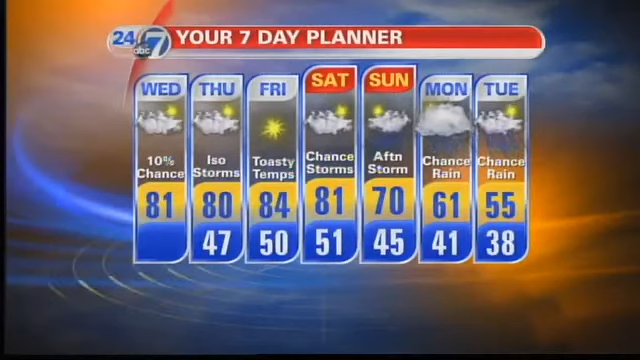 24 abc 7 YOUR 7 DAY PLANNER
WED THU FRI SAT SUN MON TUE
10% Chance
Iso Storms
Toasty Temps
Chance Storms
Aftn Storm
Chance Rain
Chance Rain
81 80 84 81 70 61 55
47 50 51 45 41 38